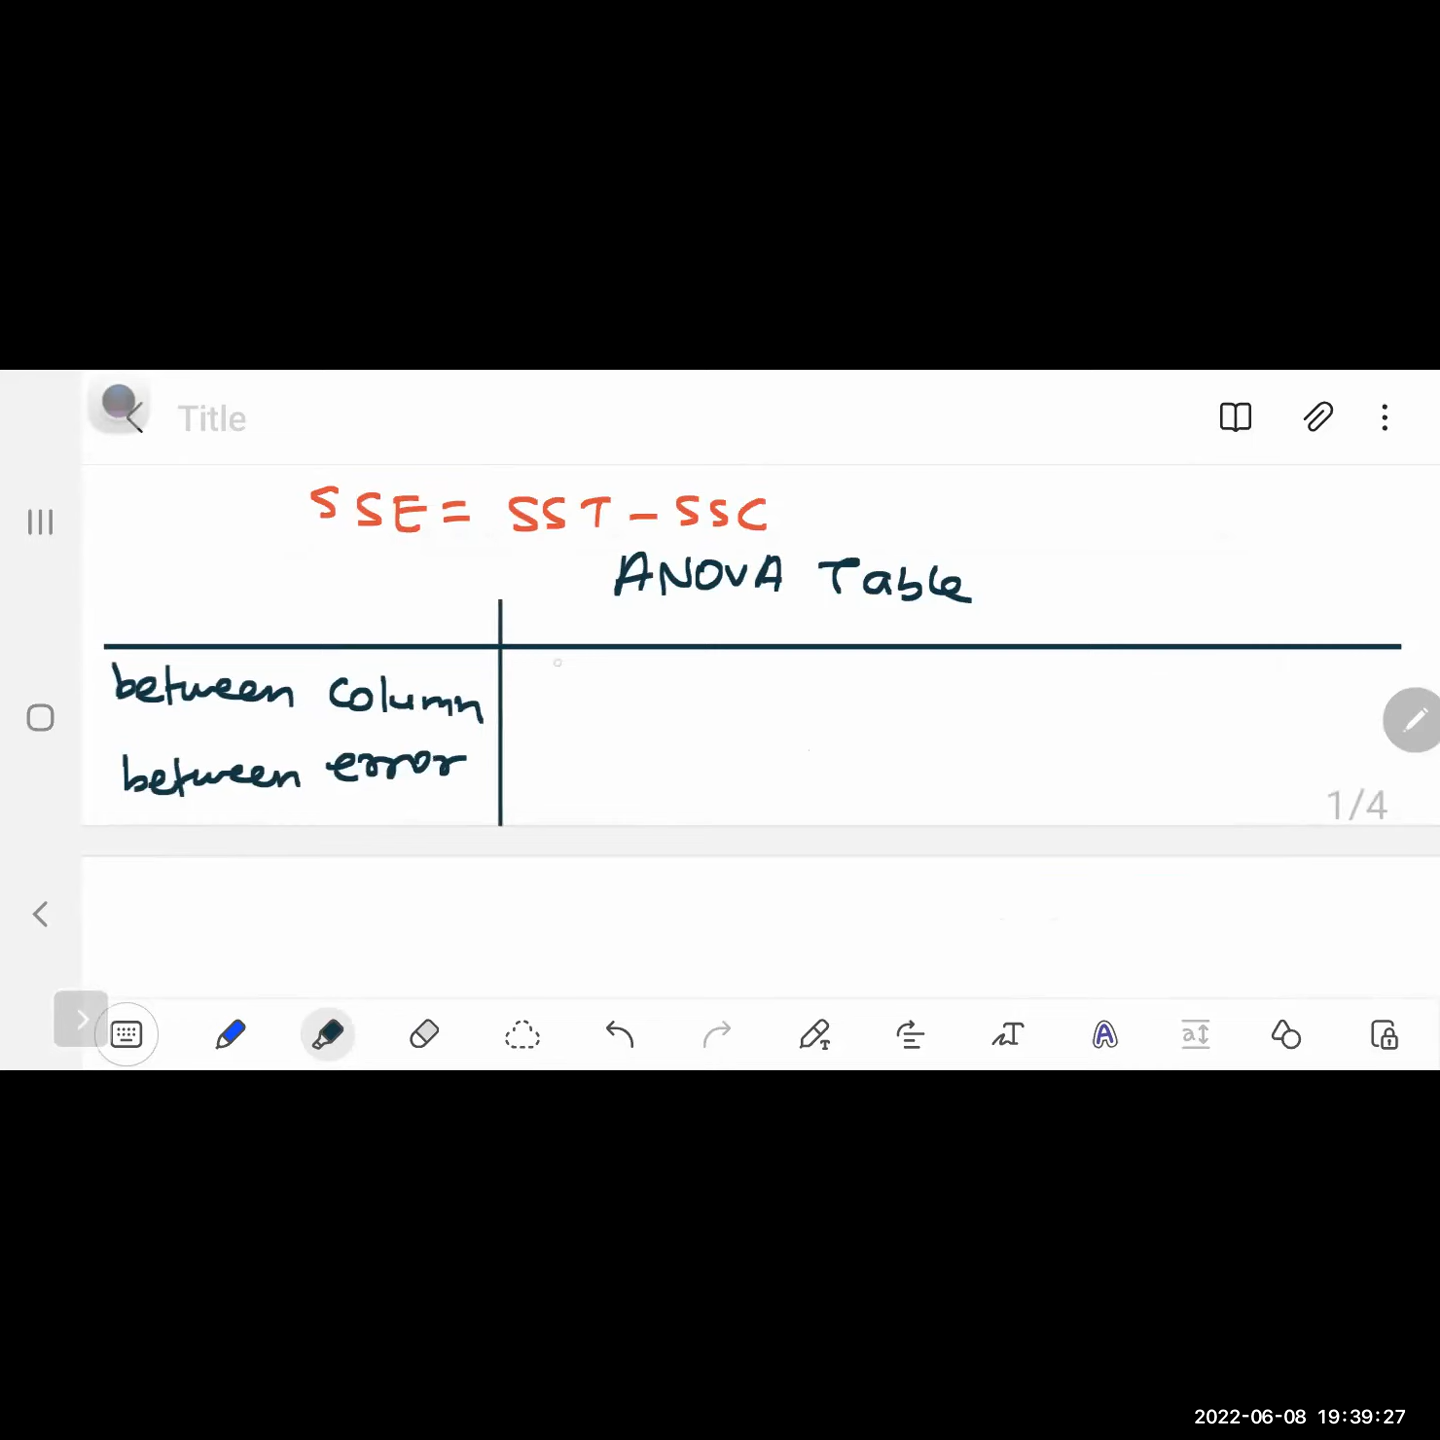 Title
SSE = SST - SSC
ANOVA Table
between column
between error
1/4
2022-06-08 19:39:27